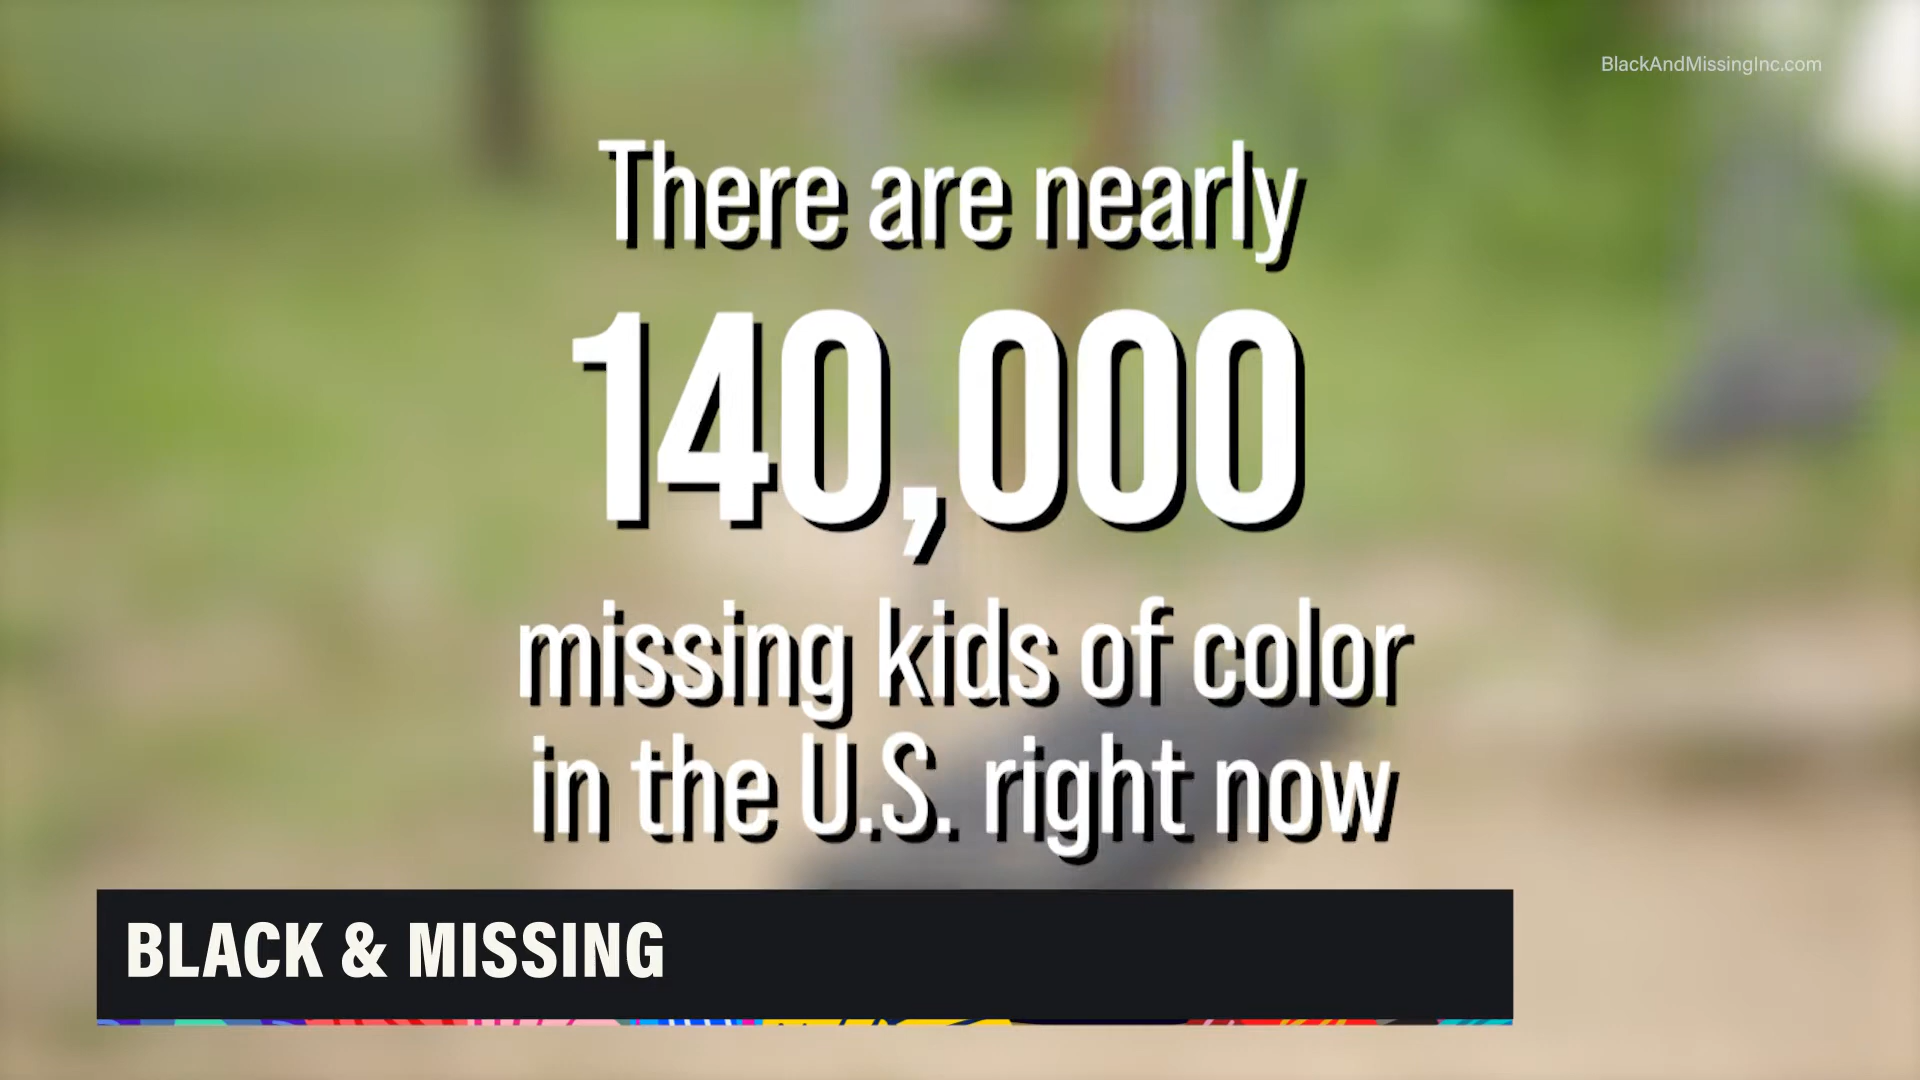 BlackAndMissingInc.com
There are nearly
140,000
missing kids of color
in the U.S. right now
BLACK & MISSING